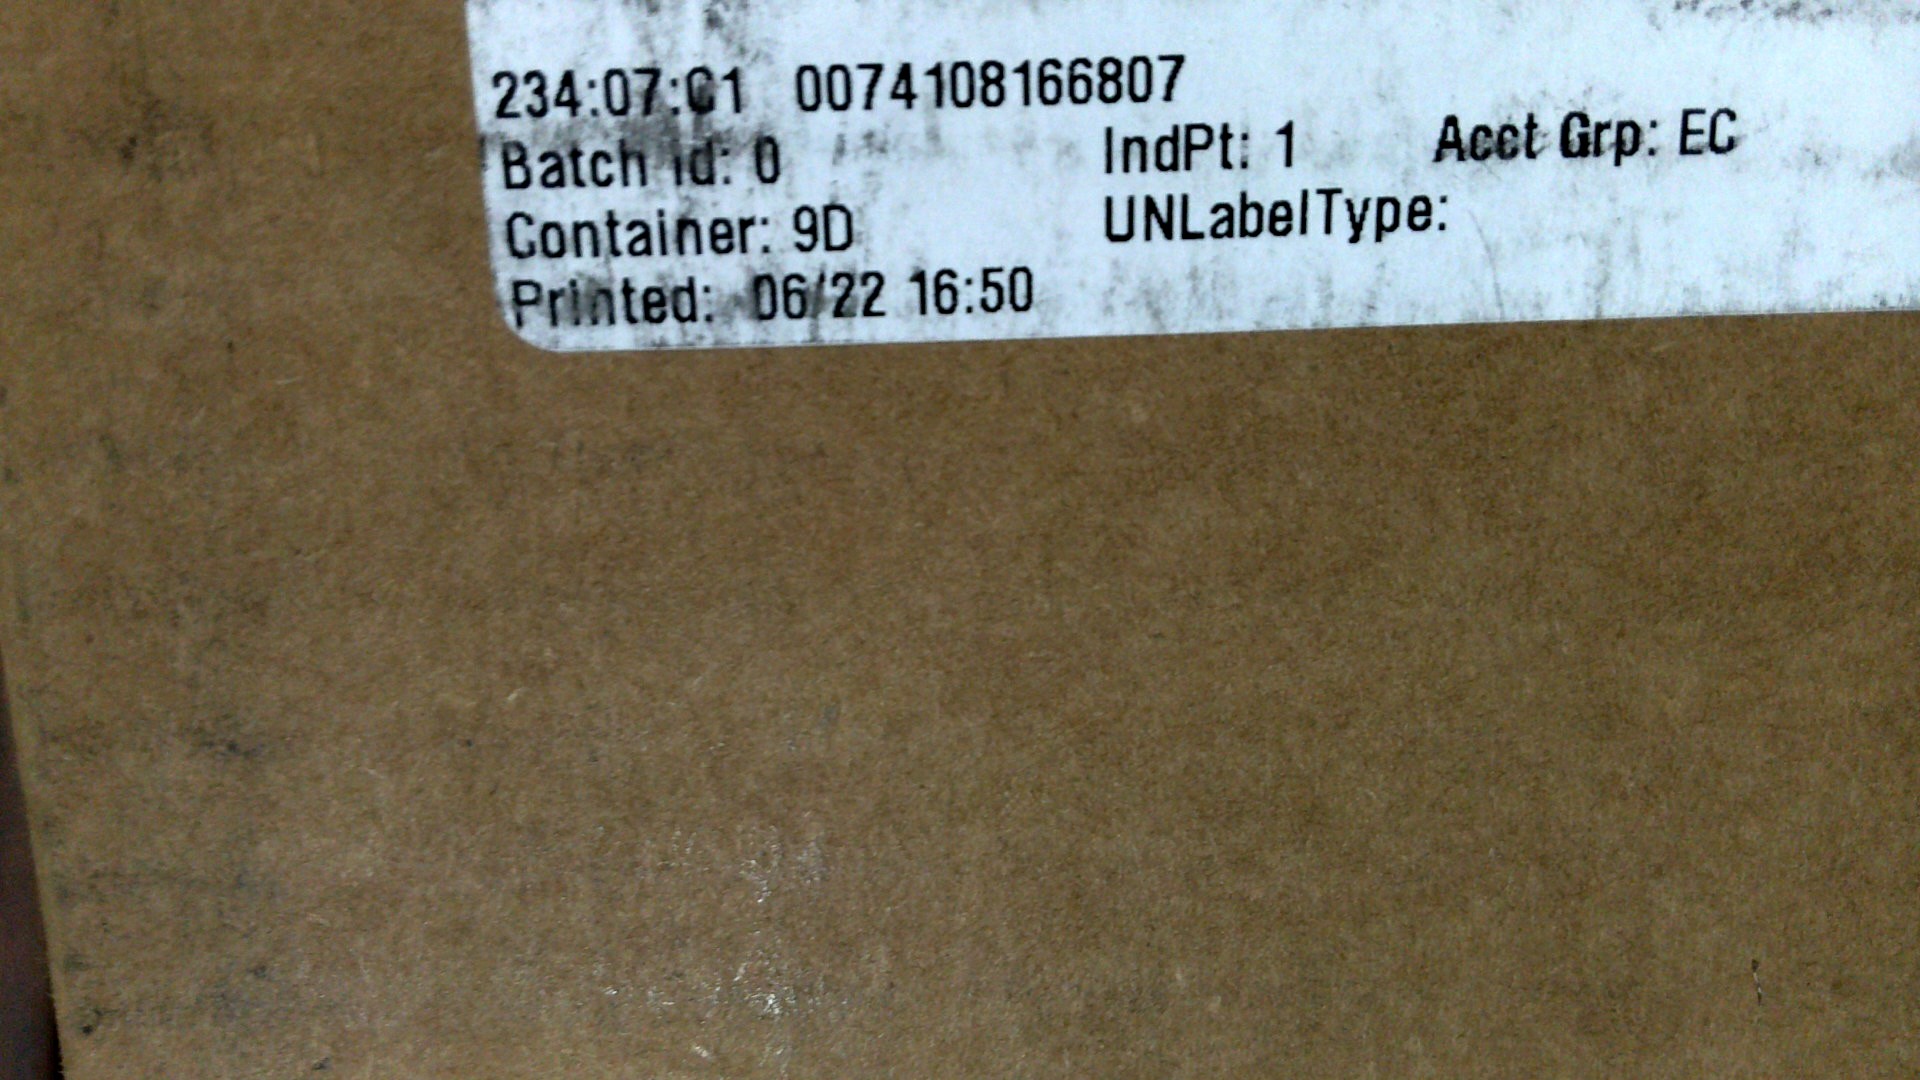 234:07:C1 0074108166807
Batch id: 0 IndPt: 1 Acct Grp: EC
Container: 9D UNLabelType:
Printed: 06/22 16:50